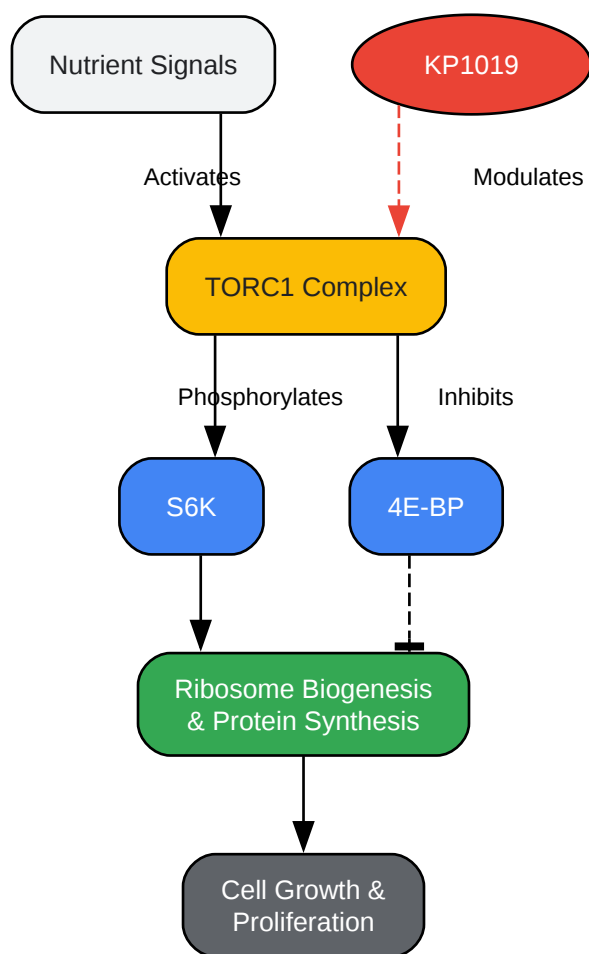 Nutrient Signals
KP1019
Activates
Modulates
TORC1 Complex
Phosphorylates
Inhibits
S6K
4E-BP
Ribosome Biogenesis
& Protein Synthesis
Cell Growth &
Proliferation